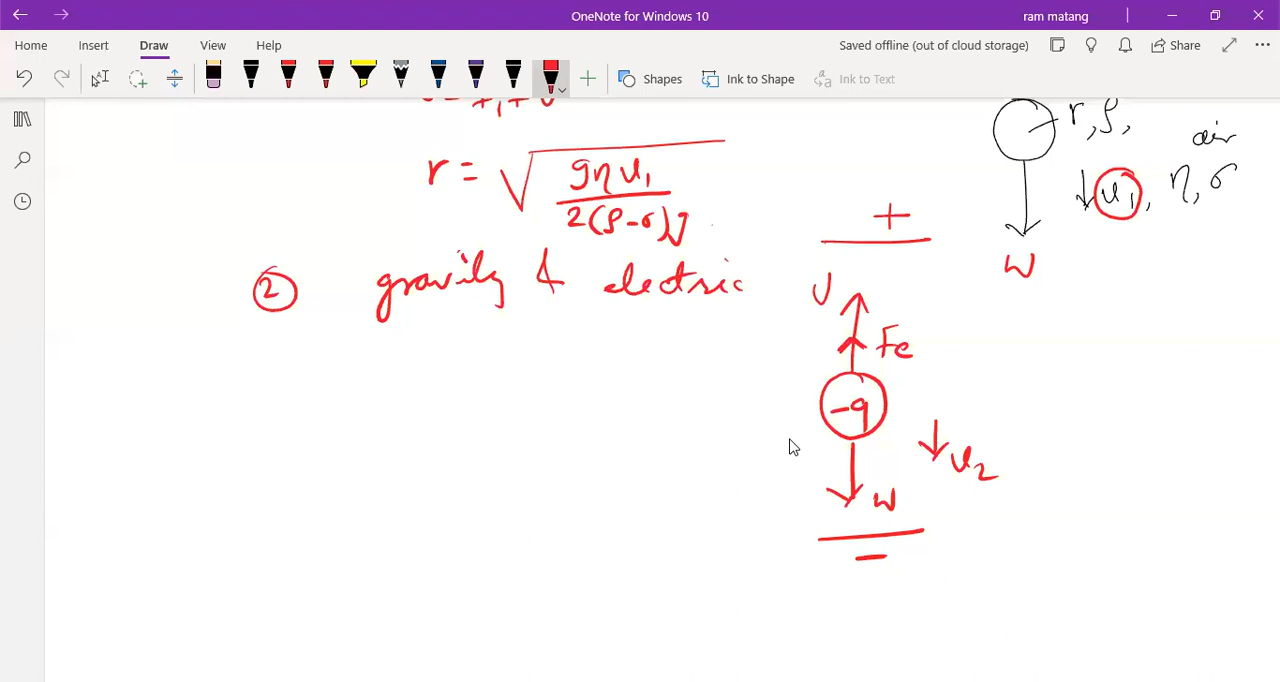 OneNote for Windows 10
ram matang
Home Insert Draw View Help
Saved offline (out of cloud storage)
Share
Shapes
Ink to Shape
Ink to Text
r, ρ,
air
r = √(9ηv₁ / 2(ρ-σ)g)
v₁, η, σ
W
+
② gravity & electric
U
Fe
-q
v₂
W
−